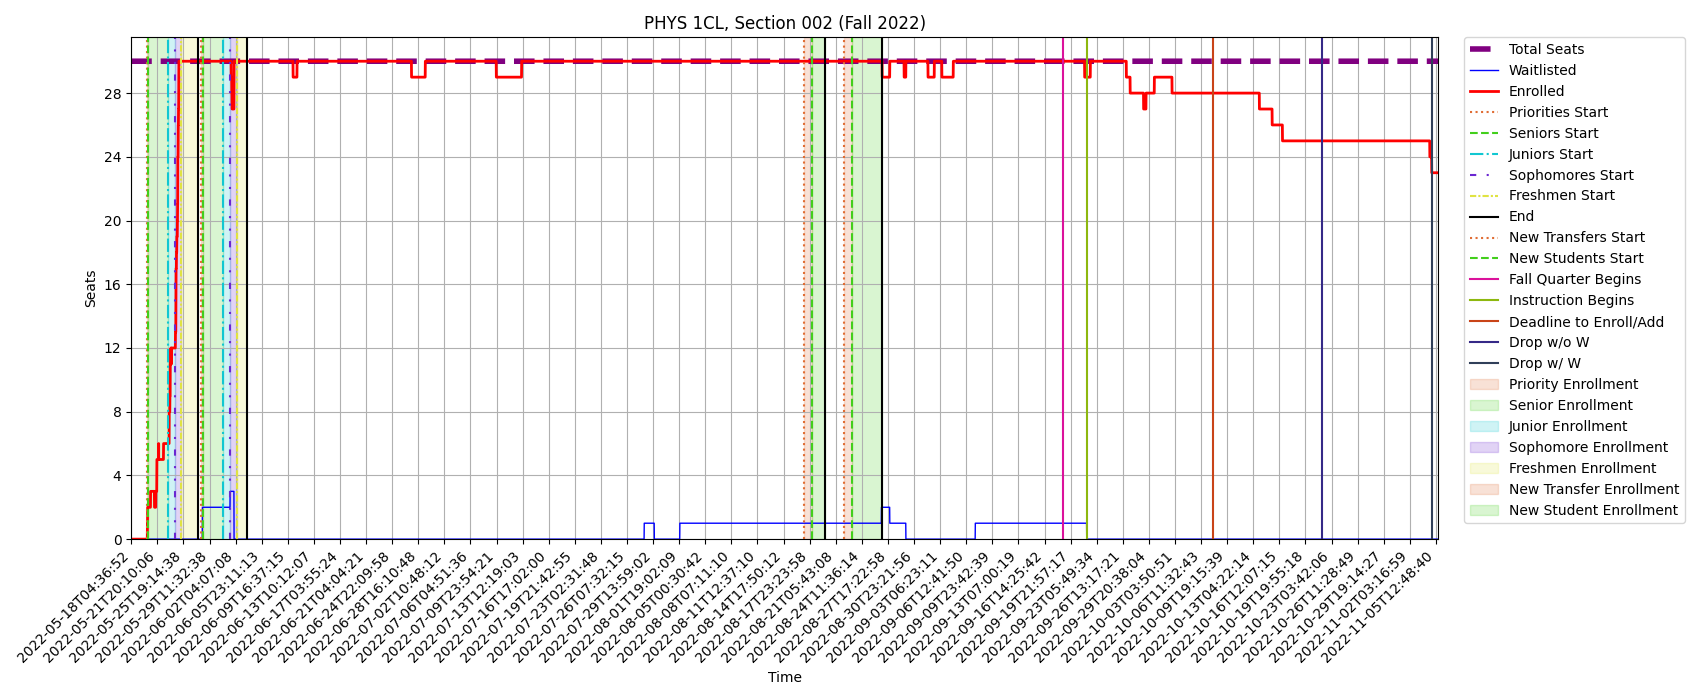 PHYS 1CL, Section 002 (Fall 2022)
Seats
28
24
20
16
12
8
4
0
2022-05-18T04:36:52
2022-05-21T20:10:06
2022-05-25T19:14:38
2022-05-29T11:32:38
2022-06-02T04:07:08
2022-06-05T23:11:13
2022-06-09T16:37:15
2022-06-13T10:12:07
2022-06-17T03:55:24
2022-06-21T04:04:21
2022-06-24T22:09:58
2022-06-28T16:10:48
2022-07-02T10:48:12
2022-07-06T04:51:36
2022-07-09T23:54:21
2022-07-13T12:19:03
2022-07-16T17:02:00
2022-07-19T21:42:55
2022-07-23T02:31:48
2022-07-26T07:32:15
2022-07-29T13:59:02
2022-08-01T19:02:09
2022-08-05T00:30:42
2022-08-08T07:11:10
2022-08-11T12:37:10
2022-08-14T17:50:12
2022-08-17T23:23:58
2022-08-21T05:43:08
2022-08-24T11:36:14
2022-08-27T17:22:58
2022-08-30T23:21:56
2022-09-03T06:23:11
2022-09-06T12:41:50
2022-09-09T23:42:39
2022-09-13T07:00:19
2022-09-16T14:25:42
2022-09-19T21:57:17
2022-09-23T05:49:34
2022-09-26T13:17:21
2022-09-29T20:38:04
2022-10-03T03:50:51
2022-10-06T11:32:43
2022-10-09T19:15:39
2022-10-13T04:22:14
2022-10-16T12:07:15
2022-10-19T19:55:18
2022-10-23T03:42:06
2022-10-26T11:28:49
2022-10-29T19:14:27
2022-11-02T03:16:59
2022-11-05T12:48:40
Time
Total Seats
Waitlisted
Enrolled
Priorities Start
Seniors Start
Juniors Start
Sophomores Start
Freshmen Start
End
New Transfers Start
New Students Start
Fall Quarter Begins
Instruction Begins
Deadline to Enroll/Add
Drop w/o W
Drop w/ W
Priority Enrollment
Senior Enrollment
Junior Enrollment
Sophomore Enrollment
Freshmen Enrollment
New Transfer Enrollment
New Student Enrollment